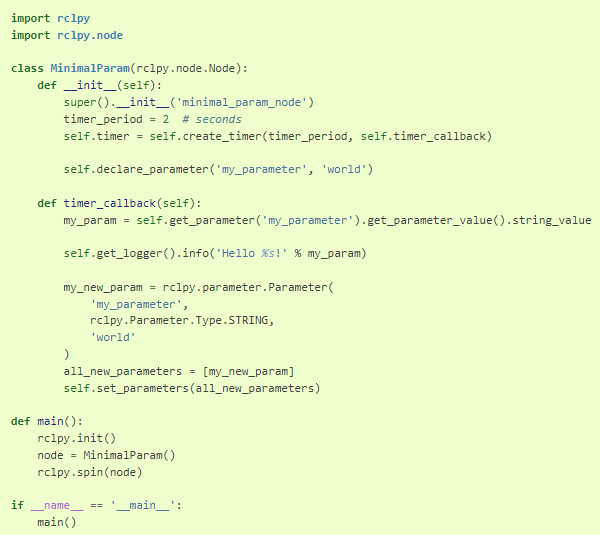 import rclpy
import rclpy.node

class MinimalParam(rclpy.node.Node):
    def __init__(self):
        super().__init__('minimal_param_node')
        timer_period = 2  # seconds
        self.timer = self.create_timer(timer_period, self.timer_callback)

        self.declare_parameter('my_parameter', 'world')

    def timer_callback(self):
        my_param = self.get_parameter('my_parameter').get_parameter_value().string_value

        self.get_logger().info('Hello %s!' % my_param)

        my_new_param = rclpy.parameter.Parameter(
            'my_parameter',
            rclpy.Parameter.Type.STRING,
            'world'
        )
        all_new_parameters = [my_new_param]
        self.set_parameters(all_new_parameters)

def main():
    rclpy.init()
    node = MinimalParam()
    rclpy.spin(node)

if __name__ == '__main__':
    main()